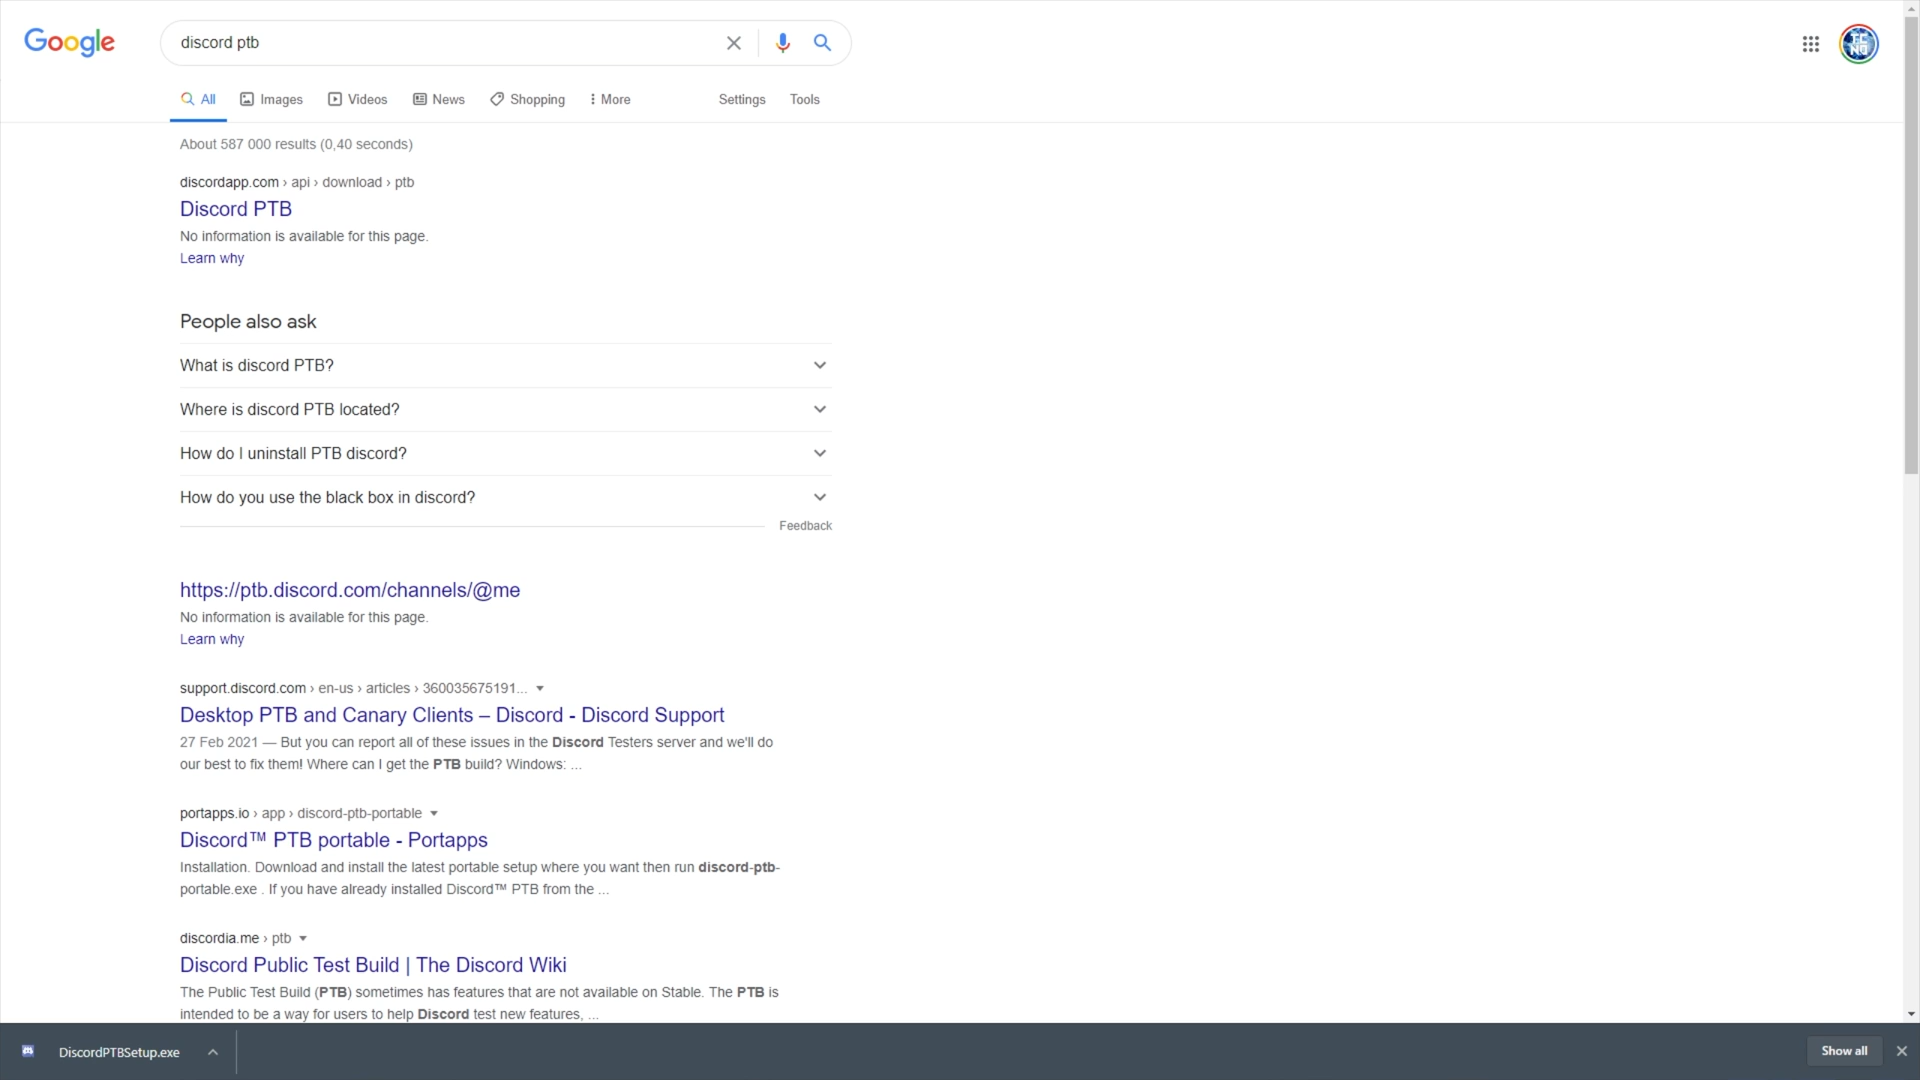 Google
discord ptb
TC
NO
All Images Videos News Shopping More Settings Tools
About 587 000 results (0,40 seconds)
discordapp.com › api › download › ptb
Discord PTB
No information is available for this page.
Learn why
People also ask
What is discord PTB?
Where is discord PTB located?
How do I uninstall PTB discord?
How do you use the black box in discord?
Feedback
https://ptb.discord.com/channels/@me
No information is available for this page.
Learn why
support.discord.com › en-us › articles › 360035675191...
Desktop PTB and Canary Clients – Discord - Discord Support
27 Feb 2021 — But you can report all of these issues in the Discord Testers server and we'll do
our best to fix them! Where can I get the PTB build? Windows: ...
portapps.io › app › discord-ptb-portable
Discord™ PTB portable - Portapps
Installation. Download and install the latest portable setup where you want then run discord-ptb-
portable.exe . If you have already installed Discord™ PTB from the ...
discordia.me › ptb
Discord Public Test Build | The Discord Wiki
The Public Test Build (PTB) sometimes has features that are not available on Stable. The PTB is
intended to be a way for users to help Discord test new features, ...
DiscordPTBSetup.exe
Show all